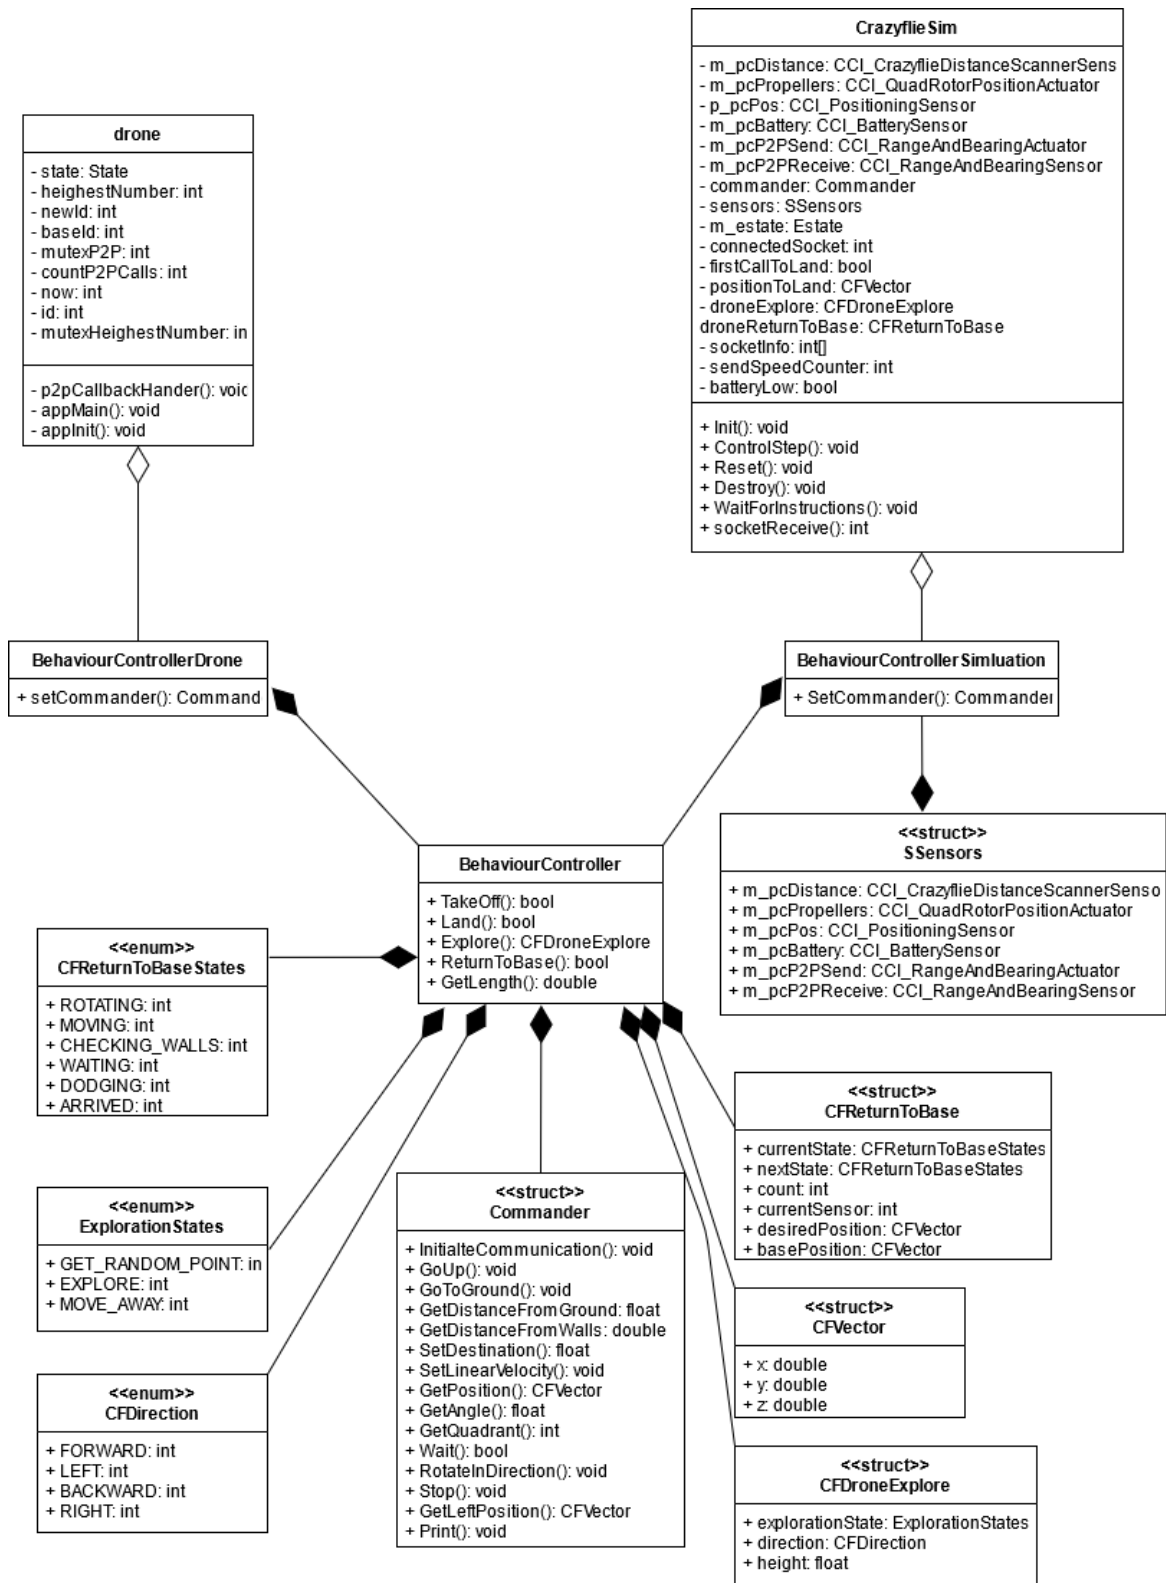 CrazyflieSim
- m_pcDistance: CCI_CrazyflieDistanceScannerSens
- m_pcPropellers: CCI_QuadRotorPositionActuator
- p_pcPos: CCI_PositioningSensor
- m_pcBattery: CCI_BatterySensor
- m_pcP2PSend: CCI_RangeAndBearingActuator
- m_pcP2PReceive: CCI_RangeAndBearingSensor
- commander: Commander
- sensors: SSensors
- m_estate: Estate
- connectedSocket: int
- firstCallToLand: bool
- positionToLand: CFVector
- droneExplore: CFDroneExplore
droneReturnToBase: CFReturnToBase
- socketInfo: int[]
- sendSpeedCounter: int
- batteryLow: bool
+ Init(): void
+ ControlStep(): void
+ Reset(): void
+ Destroy(): void
+ WaitForInstructions(): void
+ socketReceive(): int
drone
- state: State
- heighestNumber: int
- newId: int
- baseId: int
- mutexP2P: int
- countP2PCalls: int
- now: int
- id: int
- mutexHeighestNumber: in
- p2pCallbackHander(): voic
- appMain(): void
- appInit(): void
BehaviourControllerDrone
+ setCommander(): Command
BehaviourControllerSimluation
+ SetCommander(): Commander
<<struct>>
SSensors
+ m_pcDistance: CCI_CrazyflieDistanceScannerSenso
+ m_pcPropellers: CCI_QuadRotorPositionActuator
+ m_pcPos: CCI_PositioningSensor
+ m_pcBattery: CCI_BatterySensor
+ m_pcP2PSend: CCI_RangeAndBearingActuator
+ m_pcP2PReceive: CCI_RangeAndBearingSensor
BehaviourController
+ TakeOff(): bool
+ Land(): bool
+ Explore(): CFDroneExplore
+ ReturnToBase(): bool
+ GetLength(): double
<<enum>>
CFReturnToBaseStates
+ ROTATING: int
+ MOVING: int
+ CHECKING_WALLS: int
+ WAITING: int
+ DODGING: int
+ ARRIVED: int
<<enum>>
ExplorationStates
+ GET_RANDOM_POINT: in
+ EXPLORE: int
+ MOVE_AWAY: int
<<enum>>
CFDirection
+ FORWARD: int
+ LEFT: int
+ BACKWARD: int
+ RIGHT: int
<<struct>>
Commander
+ InitialteCommunication(): void
+ GoUp(): void
+ GoToGround(): void
+ GetDistanceFromGround: float
+ GetDistanceFromWalls: double
+ SetDestination(): float
+ SetLinearVelocity(): void
+ GetPosition(): CFVector
+ GetAngle(): float
+ GetQuadrant(): int
+ Wait(): bool
+ RotateInDirection(): void
+ Stop(): void
+ GetLeftPosition(): CFVector
+ Print(): void
<<struct>>
CFReturnToBase
+ currentState: CFReturnToBaseStates
+ nextState: CFReturnToBaseStates
+ count: int
+ currentSensor: int
+ desiredPosition: CFVector
+ basePosition: CFVector
<<struct>>
CFVector
+ x: double
+ y: double
+ z: double
<<struct>>
CFDroneExplore
+ explorationState: ExplorationStates
+ direction: CFDirection
+ height: float